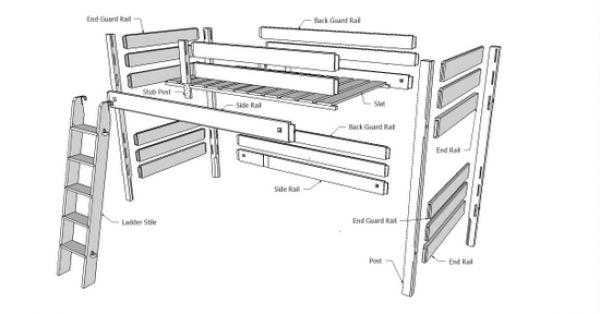 End Guard Rail
Back Guard Rail
Stub Post
Side Rail
Slat
Back Guard Rail
End Rail
Side Rail
Ladder Stile
End Guard Rail
Post
End Rail